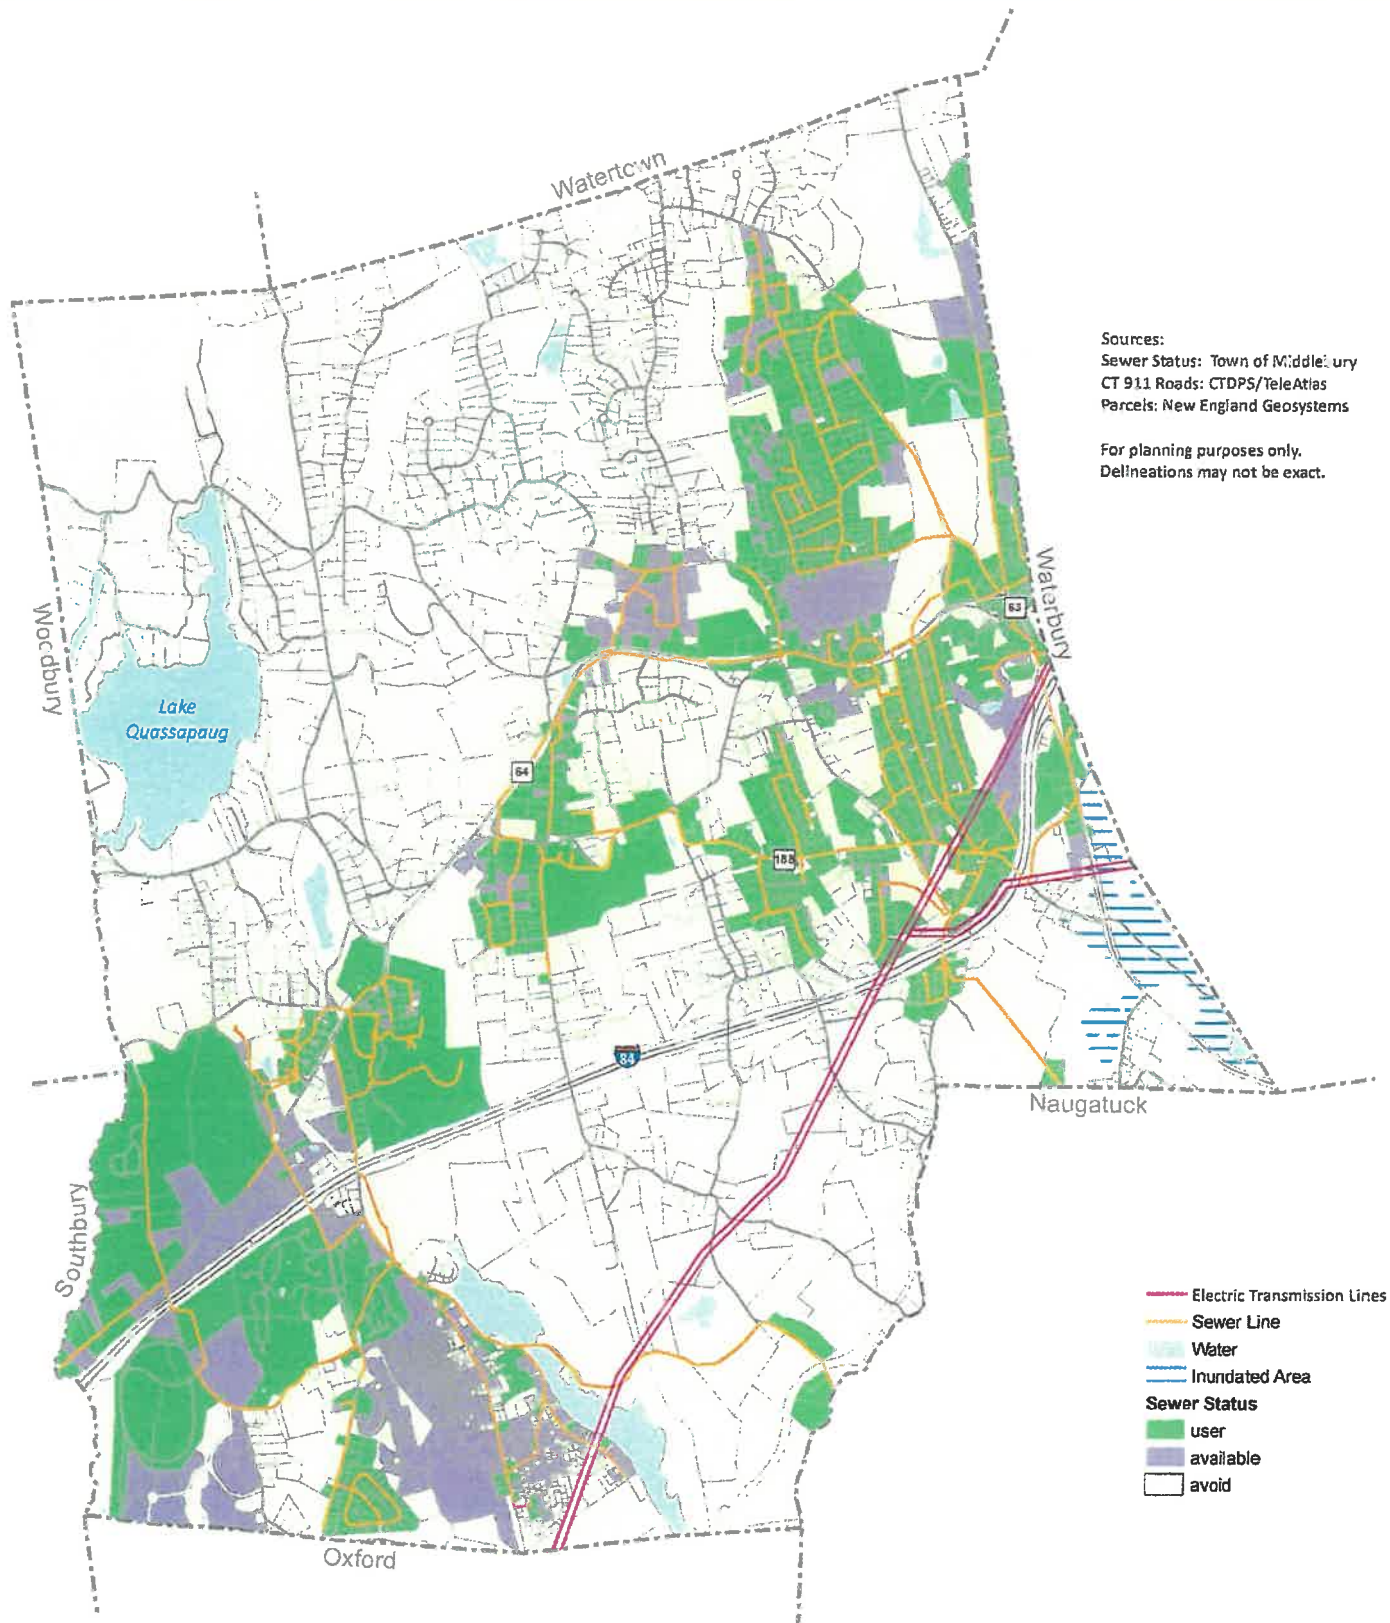 Watertown
Sources:
Sewer Status: Town of Middlebury
CT 911 Roads: CTDPS/TeleAtlas
Parcels: New England Geosystems
For planning purposes only.
Delineations may not be exact.
Waterbury
63
Woodbury
Lake
Quassapaug
64
188
84
Naugatuck
Southbury
Electric Transmission Lines
Sewer Line
Water
Inundated Area
Sewer Status
user
available
avoid
Oxford